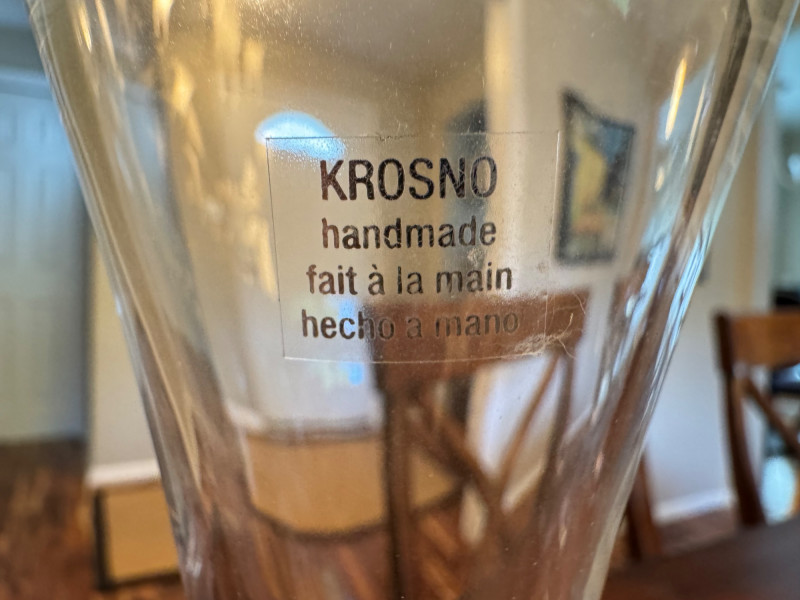 KROSNO
handmade
fait à la main
hecho a mano